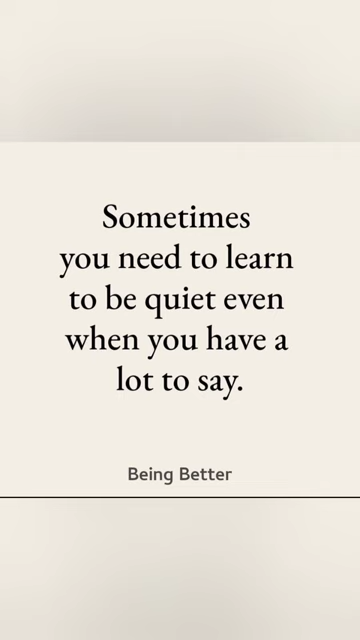 Sometimes
you need to learn
to be quiet even
when you have a
lot to say.
Being Better